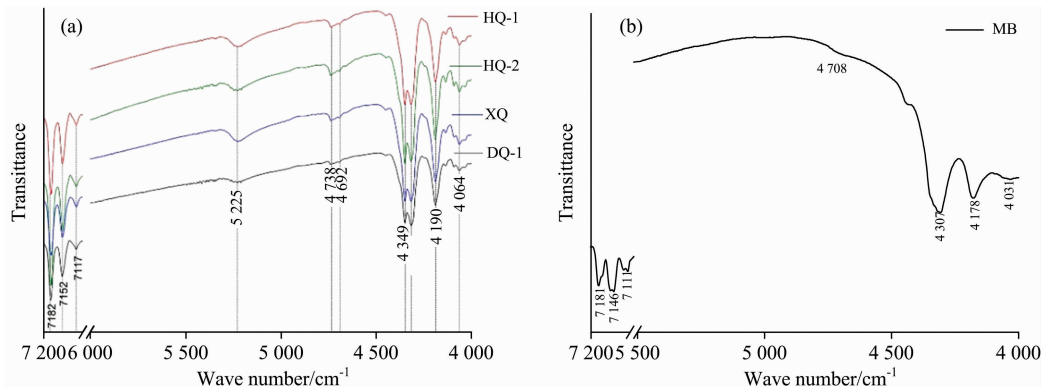 (a)
HQ-1
HQ-2
XQ
DQ-1
Transittance
7182
7152
7117
5 225
4 738
4 692
4 349
4 190
4 064
7 200
6 000
5 500
5 000
4 500
4 000
Wave number/cm⁻¹
(b)
MB
Transittance
4 708
4 307
4 178
4 031
7 181
7 146
7 111
7 200
5 500
5 000
4 500
4 000
Wave number/cm⁻¹